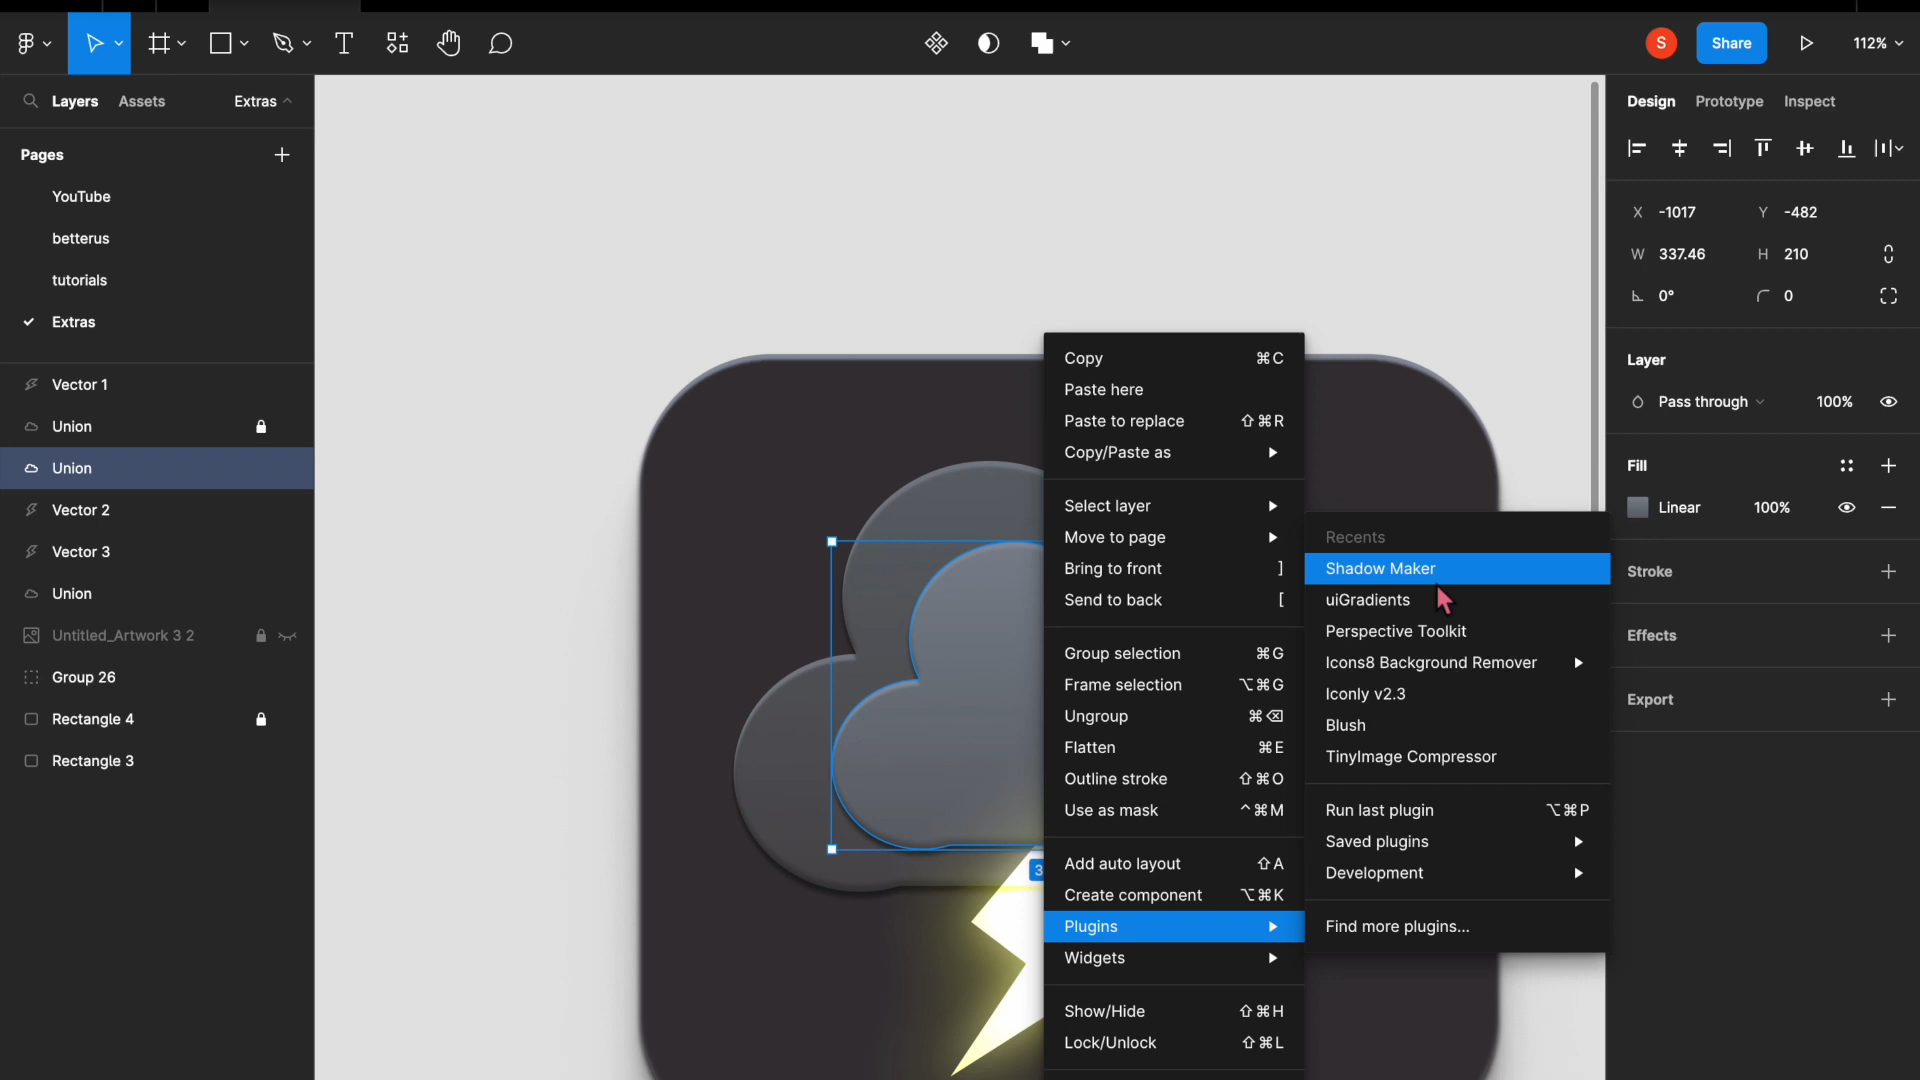 S
Share
112%
Layers
Assets
Extras
Pages
YouTube
betterus
tutorials
Extras
Vector 1
Union
Union
Vector 2
Vector 3
Union
Untitled_Artwork 3 2
Group 26
Rectangle 4
Rectangle 3
3
Copy ⌘C
Paste here
Paste to replace ⇧⌘R
Copy/Paste as
Select layer
Move to page
Bring to front ]
Send to back [
Group selection ⌘G
Frame selection ⌥⌘G
Ungroup ⌘⌫
Flatten ⌘E
Outline stroke ⇧⌘O
Use as mask ^⌘M
Add auto layout ⇧A
Create component ⌥⌘K
Plugins
Widgets
Show/Hide ⇧⌘H
Lock/Unlock ⇧⌘L
Recents
Shadow Maker
uiGradients
Perspective Toolkit
Icons8 Background Remover
Iconly v2.3
Blush
TinyImage Compressor
Run last plugin ⌥⌘P
Saved plugins
Development
Find more plugins...
Design
Prototype
Inspect
X -1017 Y -482
W 337.46 H 210
0° 0
Layer
Pass through 100%
Fill
Linear 100%
Stroke
Effects
Export